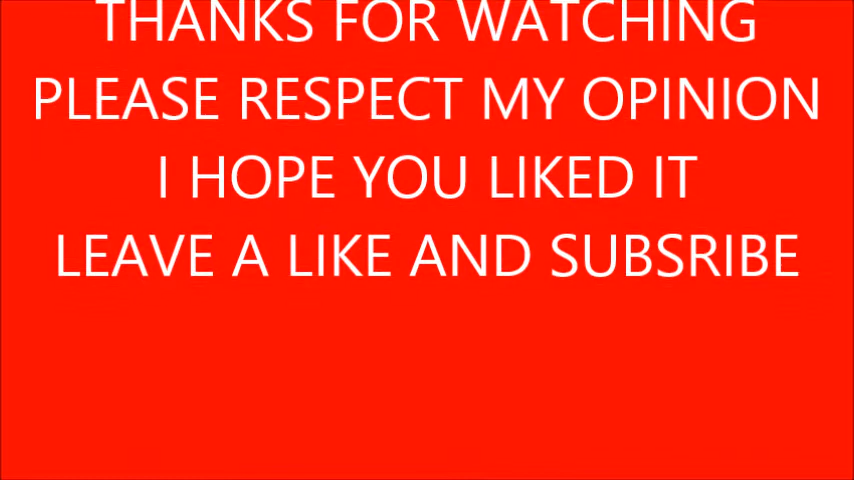 THANKS FOR WATCHING
PLEASE RESPECT MY OPINION
I HOPE YOU LIKED IT
LEAVE A LIKE AND SUBSRIBE